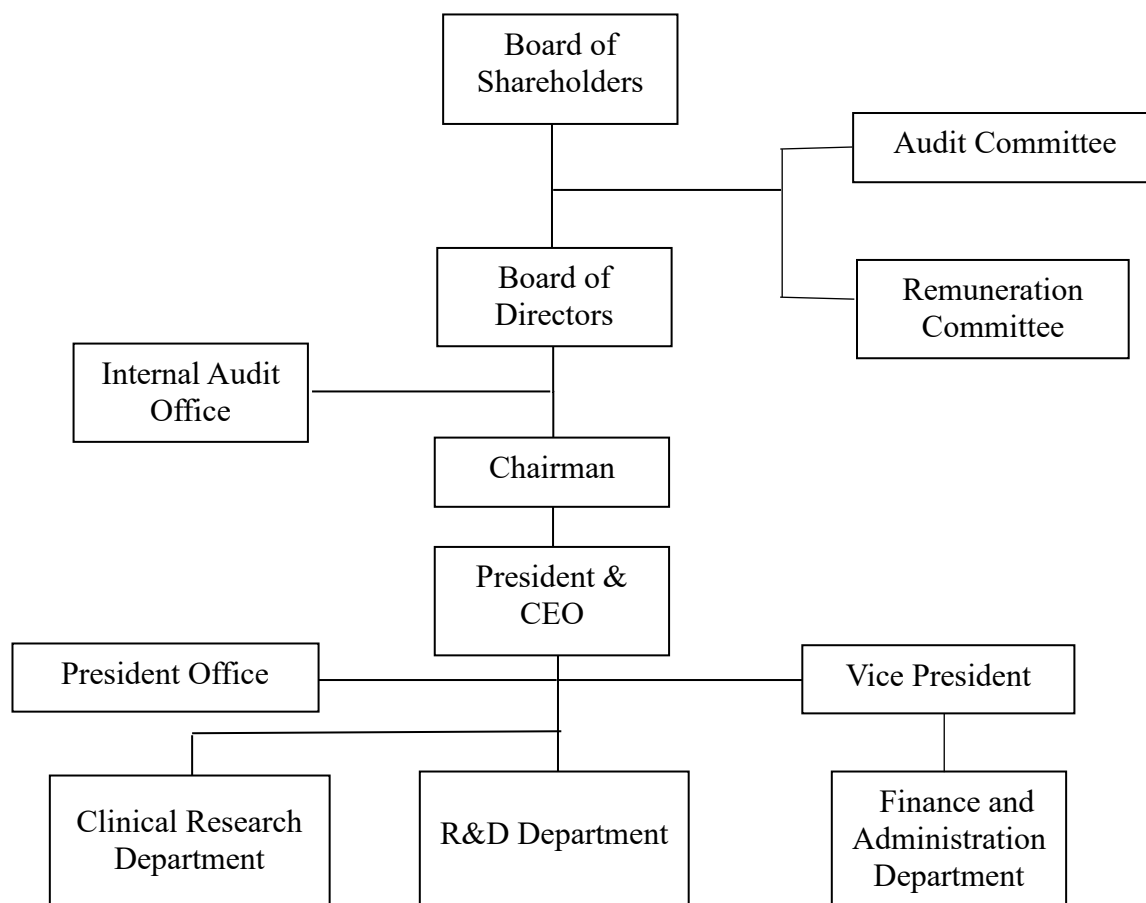 Board of
Shareholders
Audit Committee
Board of
Directors
Remuneration
Committee
Internal Audit
Office
Chairman
President &
CEO
President Office
Vice President
Clinical Research
Department
R&D Department
Finance and
Administration
Department